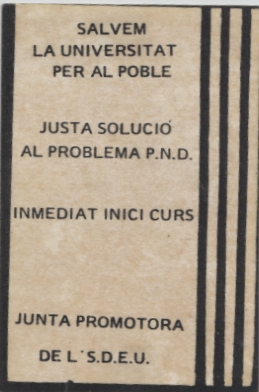 SALVEM
LA UNIVERSITAT
PER AL POBLE
JUSTA SOLUCIÓ
AL PROBLEMA P.N.D.
INMEDIAT INICI CURS
JUNTA PROMOTORA
DE L´S.D.E.U.